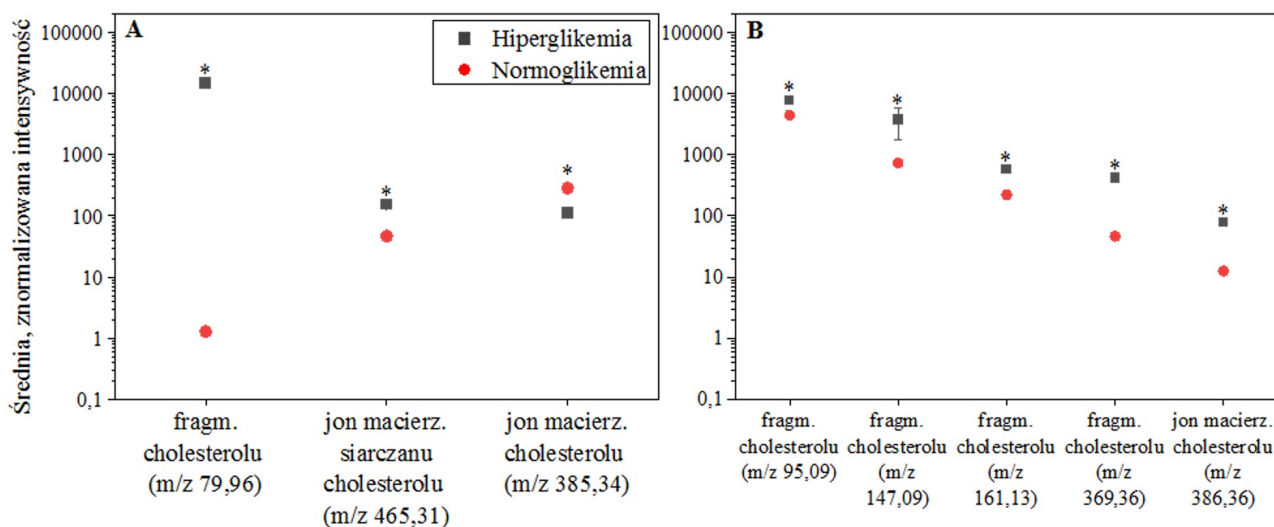 Średnia, znormalizowana intensywność
A
Hiperglikemia
Normoglikemia
100000
10000
1000
100
10
1
0,1
*
*
*
fragm.
cholesterolu
(m/z 79,96)
jon macierz.
siarczanu
cholesterolu
(m/z 465,31)
jon macierz.
cholesterolu
(m/z 385,34)
B
100000
10000
1000
100
10
1
0,1
*
*
*
*
*
fragm.
cholesterolu
(m/z 95,09)
fragm.
cholesterolu
(m/z
147,09)
fragm.
cholesterolu
(m/z
161,13)
fragm.
cholesterolu
(m/z
369,36)
jon macierz.
cholesterolu
(m/z
386,36)